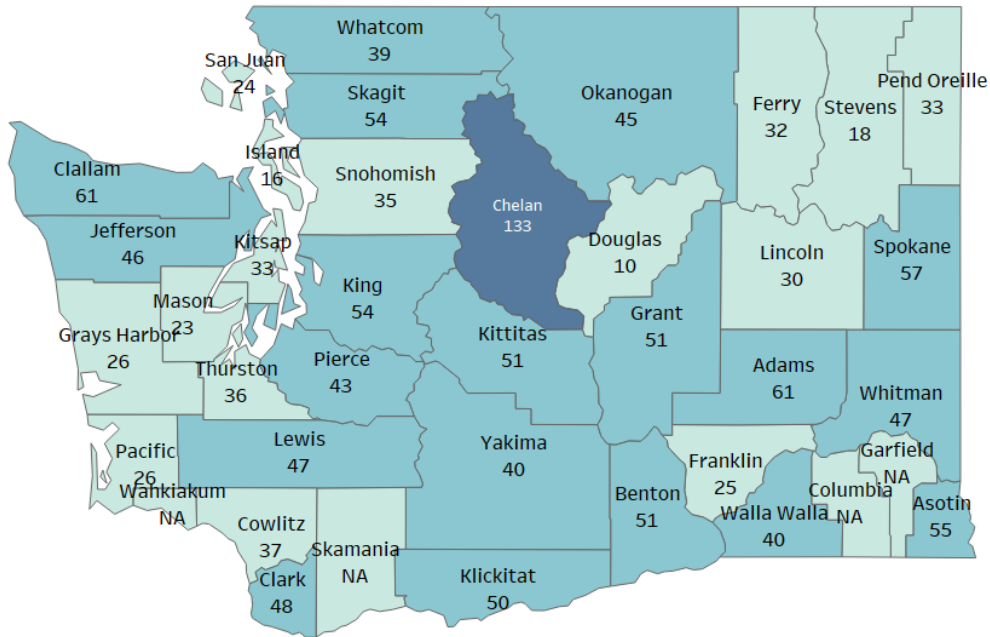 Whatcom
39
San Juan
24
Skagit
54
Okanogan
45
Ferry
32
Stevens
18
Pend Oreille
33
Island
16
Clallam
61
Snohomish
35
Chelan
133
Jefferson
46
Kitsap
33
Douglas
10
Lincoln
30
Spokane
57
King
54
Mason
23
Grays Harbor
26
Kittitas
51
Grant
51
Thurston
36
Pierce
43
Adams
61
Whitman
47
Lewis
47
Yakima
40
Pacific
26
Franklin
25
Garfield
NA
Wahkiakum
NA
Benton
51
Columbia
NA
Asotin
55
Walla Walla
40
Cowlitz
37
Skamania
NA
Clark
48
Klickitat
50